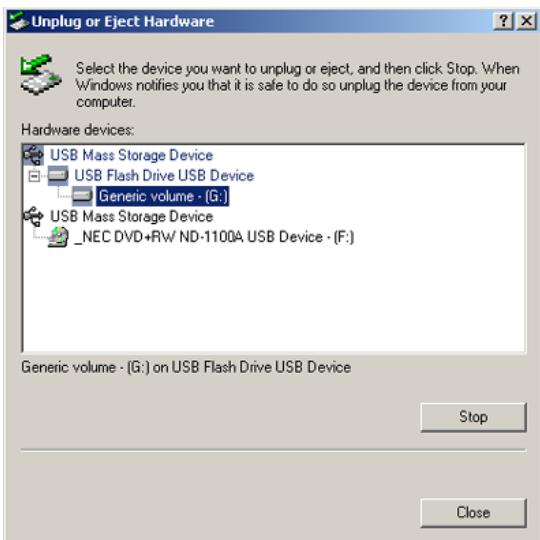 Unplug or Eject Hardware
Select the device you want to unplug or eject, and then click Stop. When
Windows notifies you that it is safe to do so unplug the device from your
computer.
Hardware devices:
USB Mass Storage Device
USB Flash Drive USB Device
Generic volume - (G:)
USB Mass Storage Device
_NEC DVD+RW ND-1100A USB Device - (F:)
Generic volume - (G:) on USB Flash Drive USB Device
Stop
Close